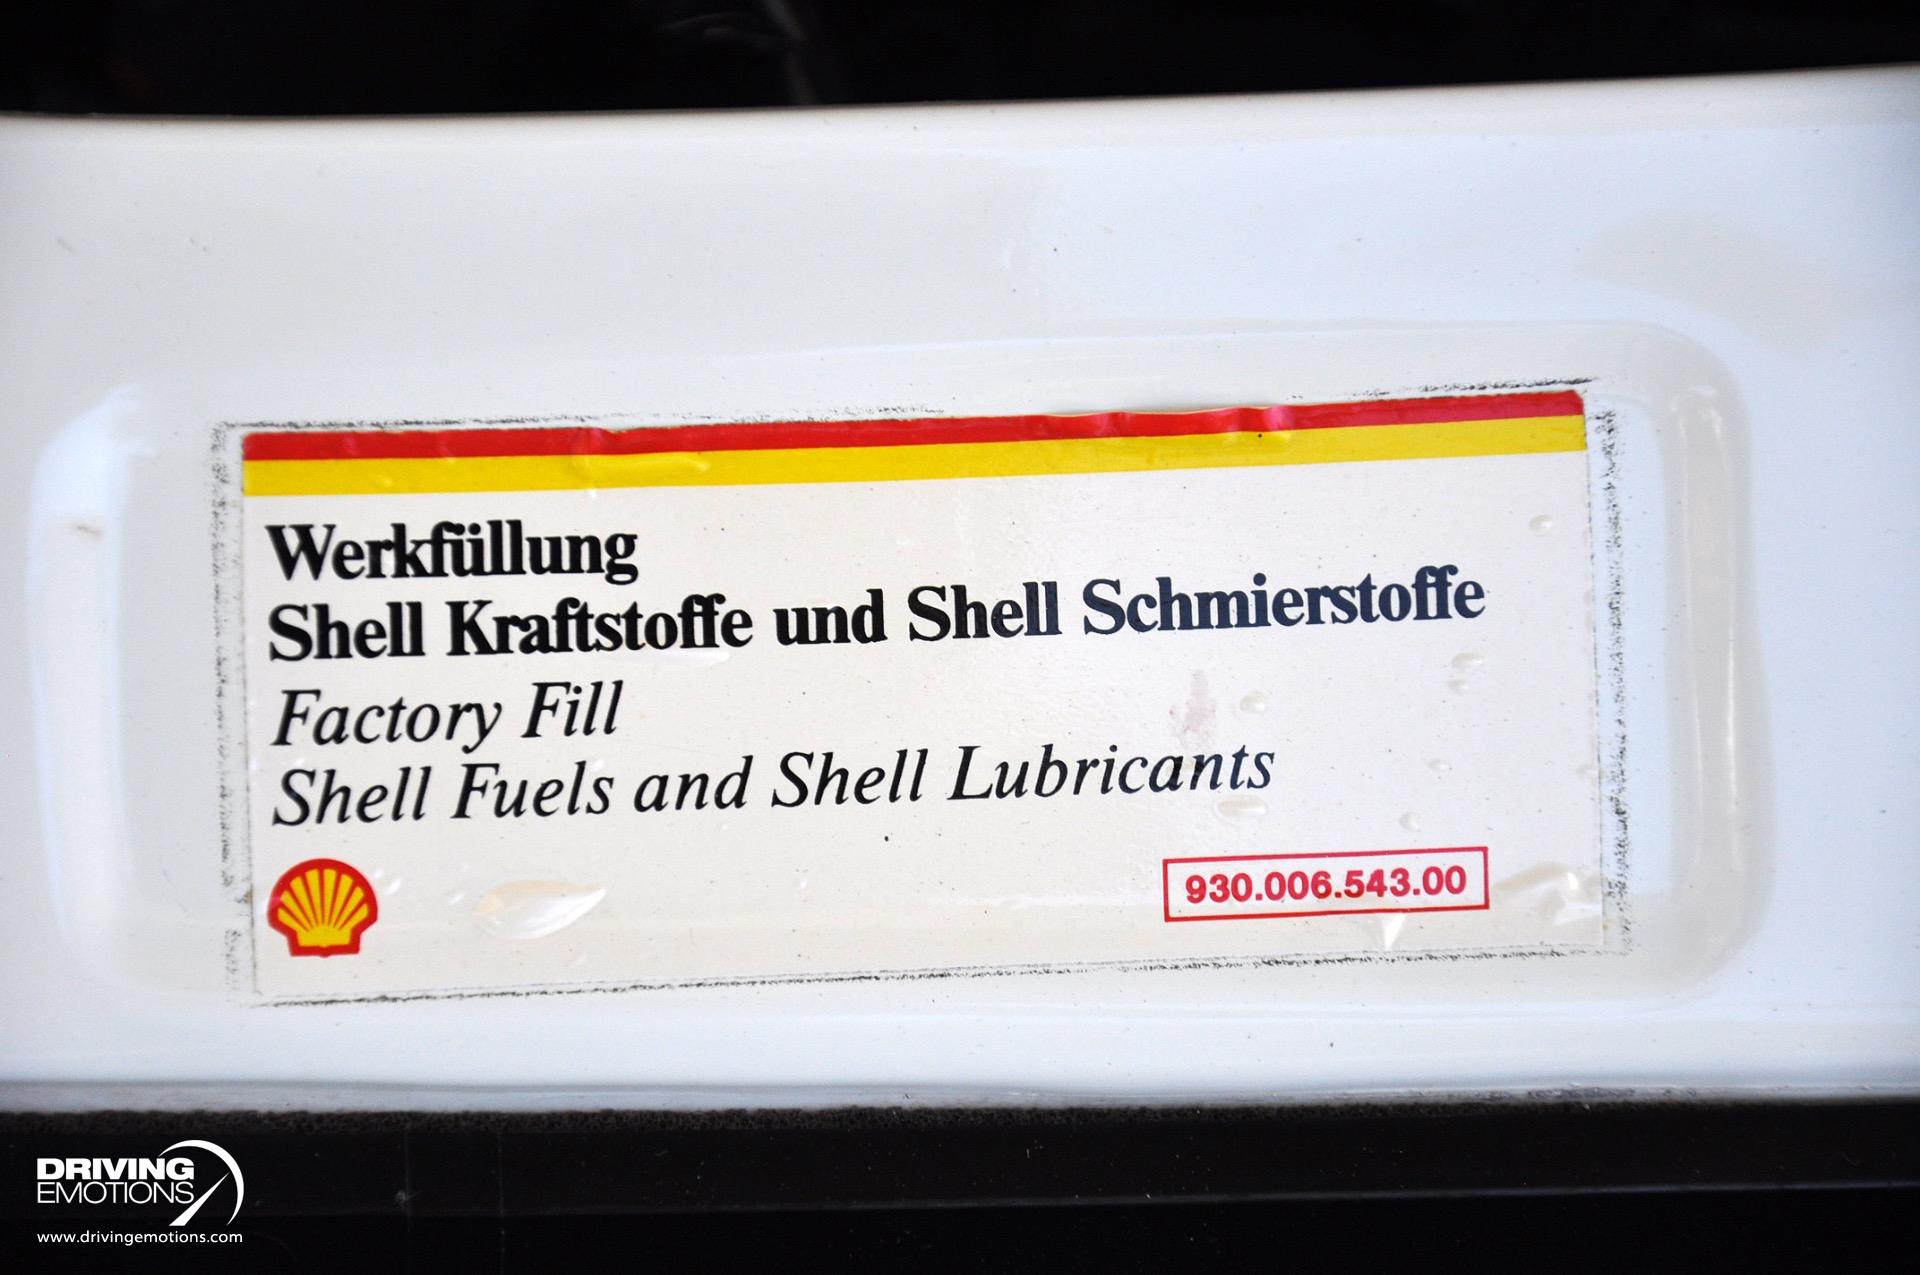 Werkfüllung
Shell Kraftstoffe und Shell Schmierstoffe
Factory Fill
Shell Fuels and Shell Lubricants
930.006.543.00
DRIVING
EMOTIONS
www.drivingemotions.com